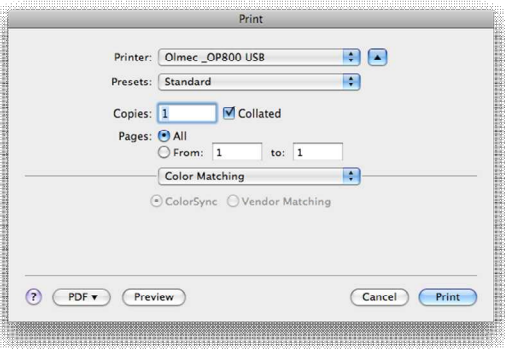 Print
Printer: Olmec _OP800 USB
Presets: Standard
Copies: 1 Collated
Pages: All
From: 1 to: 1
Color Matching
ColorSync Vendor Matching
? PDF ▾ Preview Cancel Print